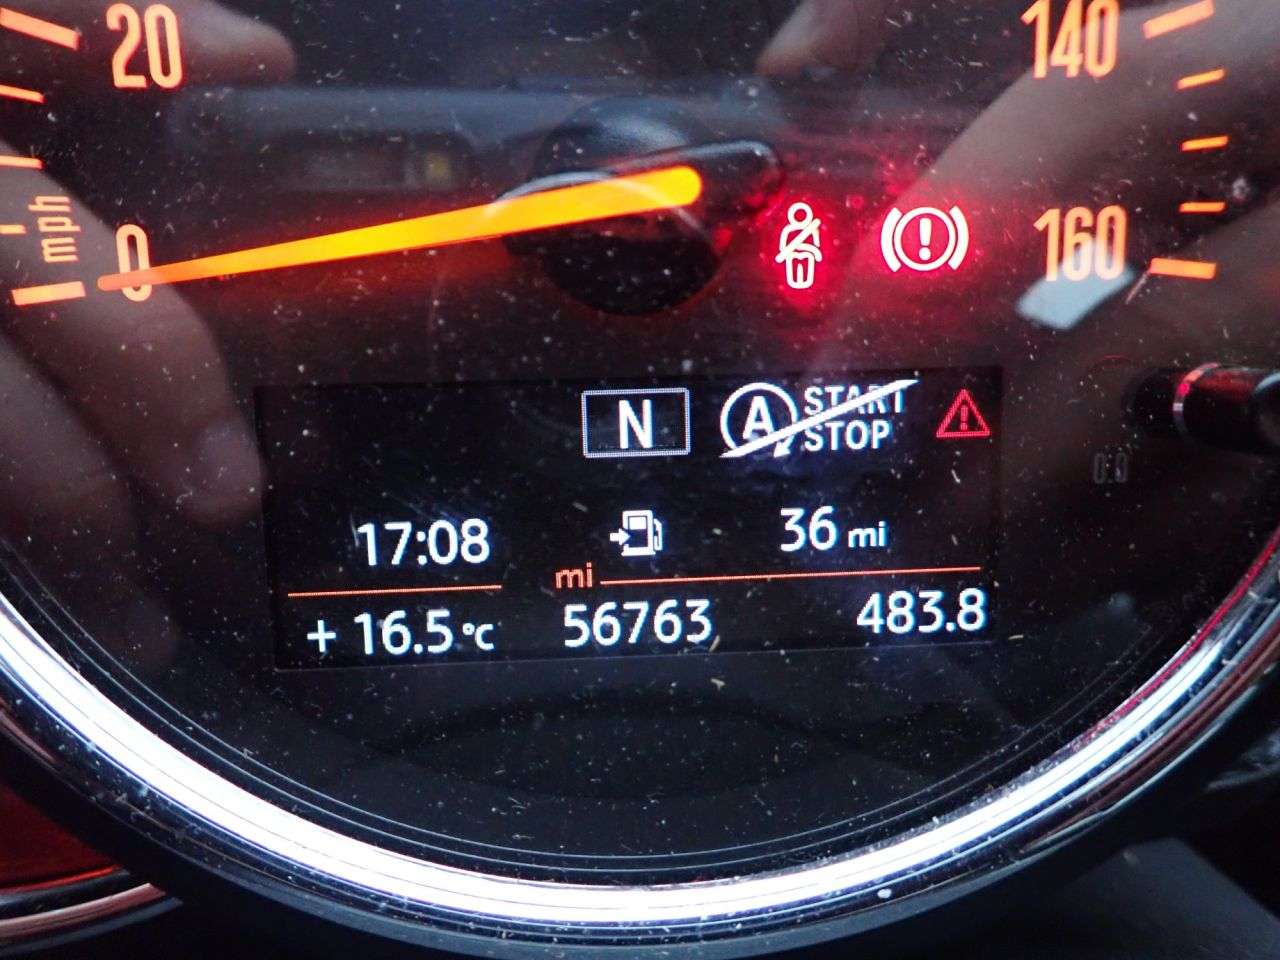 20
140
mph
0
160
N
A START
STOP
17:08
36 mi
mi
+ 16.5 °C
56763
483.8